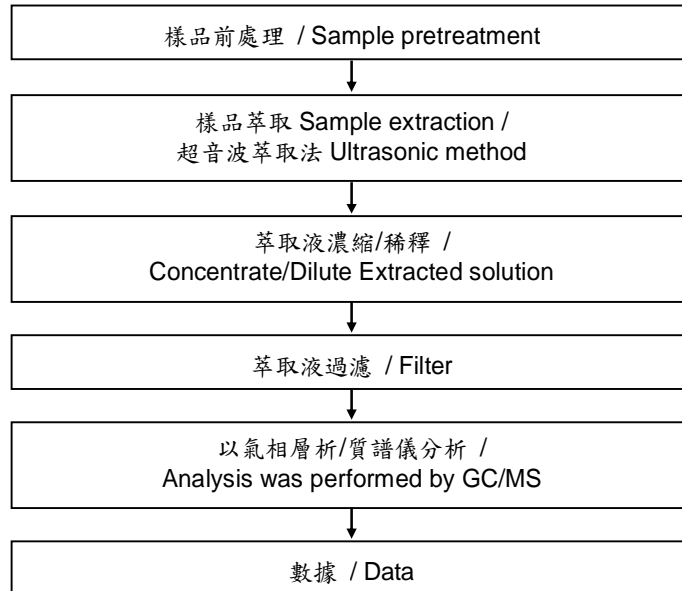 樣品前處理 / Sample pretreatment
樣品萃取 Sample extraction /
超音波萃取法 Ultrasonic method
萃取液濃縮/稀釋 /
Concentrate/Dilute Extracted solution
萃取液過濾 / Filter
以氣相層析/質譜儀分析 /
Analysis was performed by GC/MS
數據 / Data